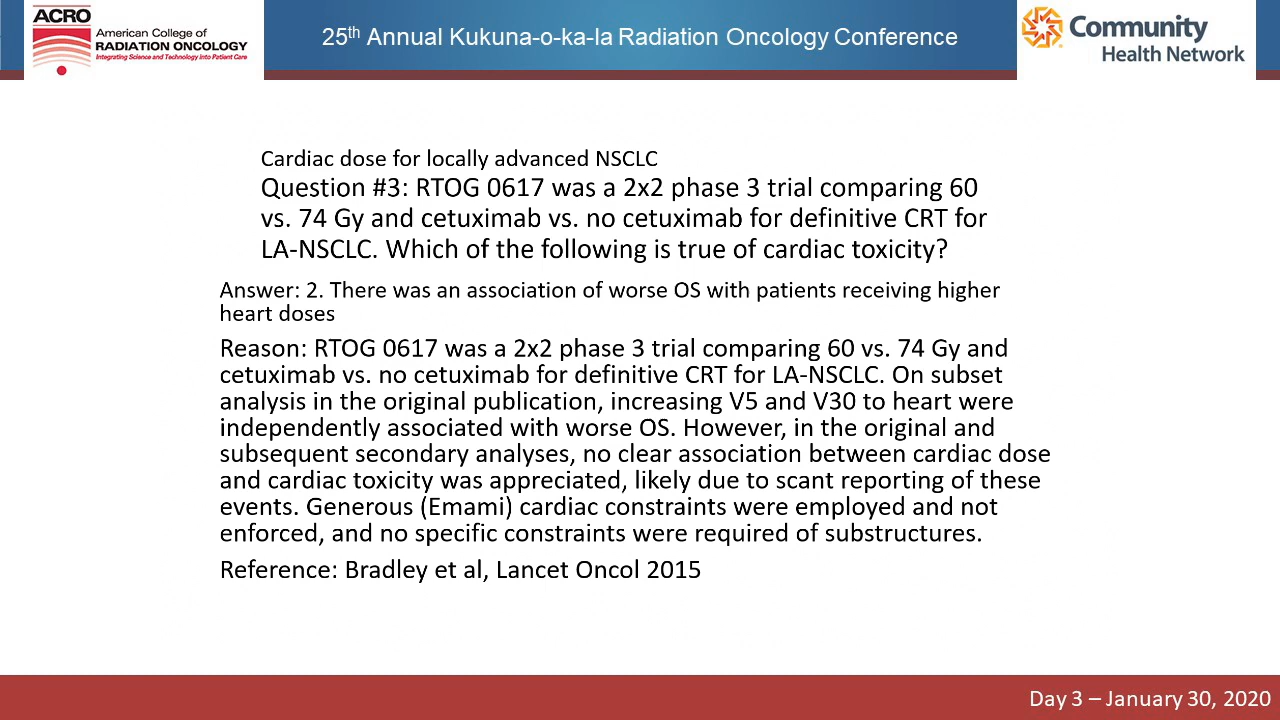 ACRO
American College of
RADIATION ONCOLOGY
Integrating Science and Technology Into Patient Care
25th Annual Kukuna-o-ka-la Radiation Oncology Conference
Community
Health Network
Cardiac dose for locally advanced NSCLC
Question #3: RTOG 0617 was a 2x2 phase 3 trial comparing 60
vs. 74 Gy and cetuximab vs. no cetuximab for definitive CRT for
LA-NSCLC. Which of the following is true of cardiac toxicity?
Answer: 2. There was an association of worse OS with patients receiving higher
heart doses
Reason: RTOG 0617 was a 2x2 phase 3 trial comparing 60 vs. 74 Gy and
cetuximab vs. no cetuximab for definitive CRT for LA-NSCLC. On subset
analysis in the original publication, increasing V5 and V30 to heart were
independently associated with worse OS. However, in the original and
subsequent secondary analyses, no clear association between cardiac dose
and cardiac toxicity was appreciated, likely due to scant reporting of these
events. Generous (Emami) cardiac constraints were employed and not
enforced, and no specific constraints were required of substructures.
Reference: Bradley et al, Lancet Oncol 2015
Day 3 – January 30, 2020